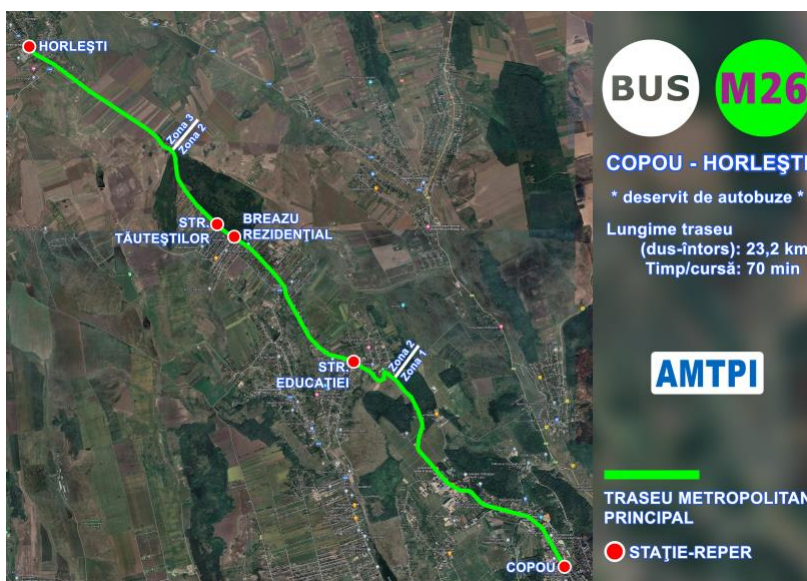 HORLEŞTI
Zona 3
Zona 2
STR.
TĂUTEŞTILOR
BREAZU
REZIDENŢIAL
STR.
EDUCAŢIEI
Zona 2
Zona 1
COPOU
BUS
M26
COPOU - HORLEŞTI
* deservit de autobuze *
Lungime traseu
(dus-întors): 23,2 km
Timp/cursă: 70 min
AMTPI
TRASEU METROPOLITAN
PRINCIPAL
STAŢIE-REPER